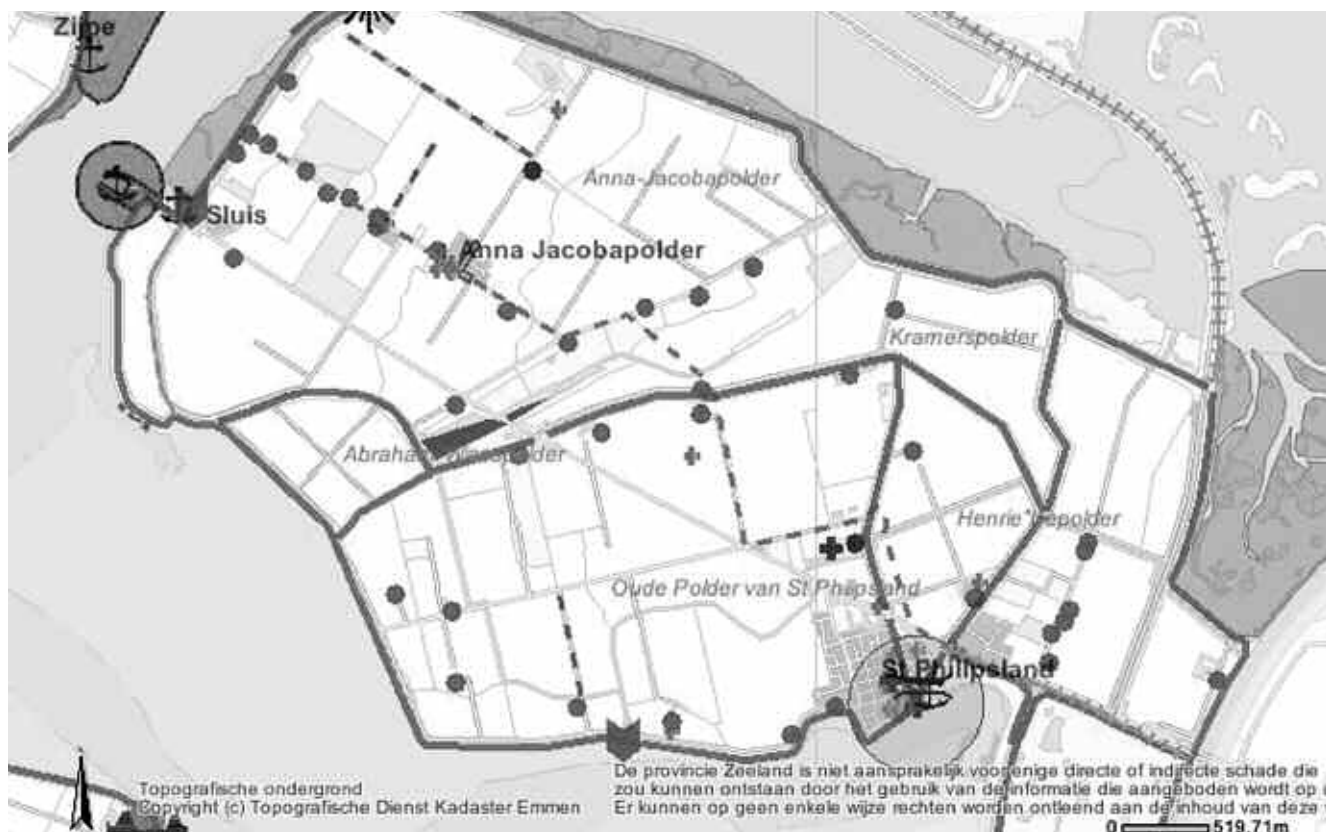 Zijpe
Anna-Jacobapolder
Sluis
Anna Jacobapolder
Kramerspolder
Henrie
polder
Oude Polder van St Philipsland
St Philipsland
De provincie Zeeland is niet aansprakelijk voor enige directe of indirecte schade die
Topografische ondergrond
zou kunnen ontstaan door het gebruik van de informatie die aangeboden wordt op
Copyright (c) Topografische Dienst Kadaster Emmen
Er kunnen op geen enkele wijze rechten worden ontleend aan de inhoud van deze
0 519.71m